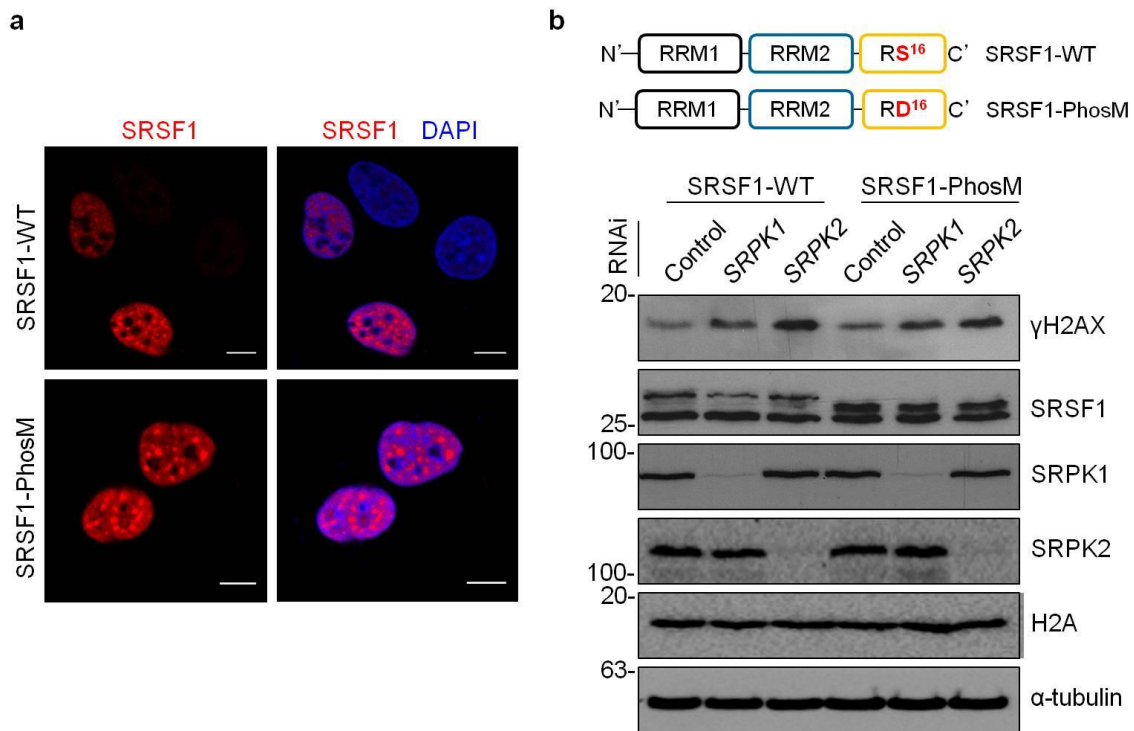 a
SRSF1
SRSF1 DAPI
SRSF1-WT
SRSF1-PhosM
b
N' RRM1 RRM2 RS16 C' SRSF1-WT
N' RRM1 RRM2 RD16 C' SRSF1-PhosM
SRSF1-WT SRSF1-PhosM
RNAi Control SRPK1 SRPK2 Control SRPK1 SRPK2
20- γH2AX
25- SRSF1
100- SRPK1
100- SRPK2
20- H2A
63- α-tubulin